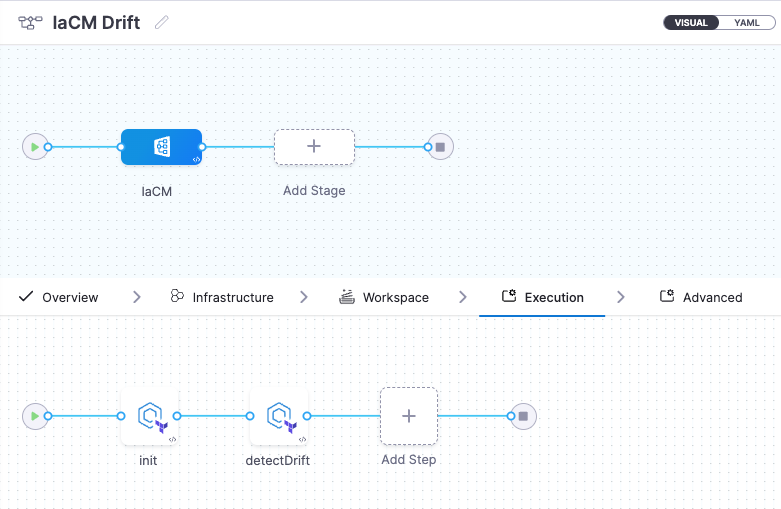 IaCM Drift
VISUAL
YAML
</>
IaCM
Add Stage
Overview
Infrastructure
Workspace
Execution
Advanced
</>
</>
init
detectDrift
Add Step